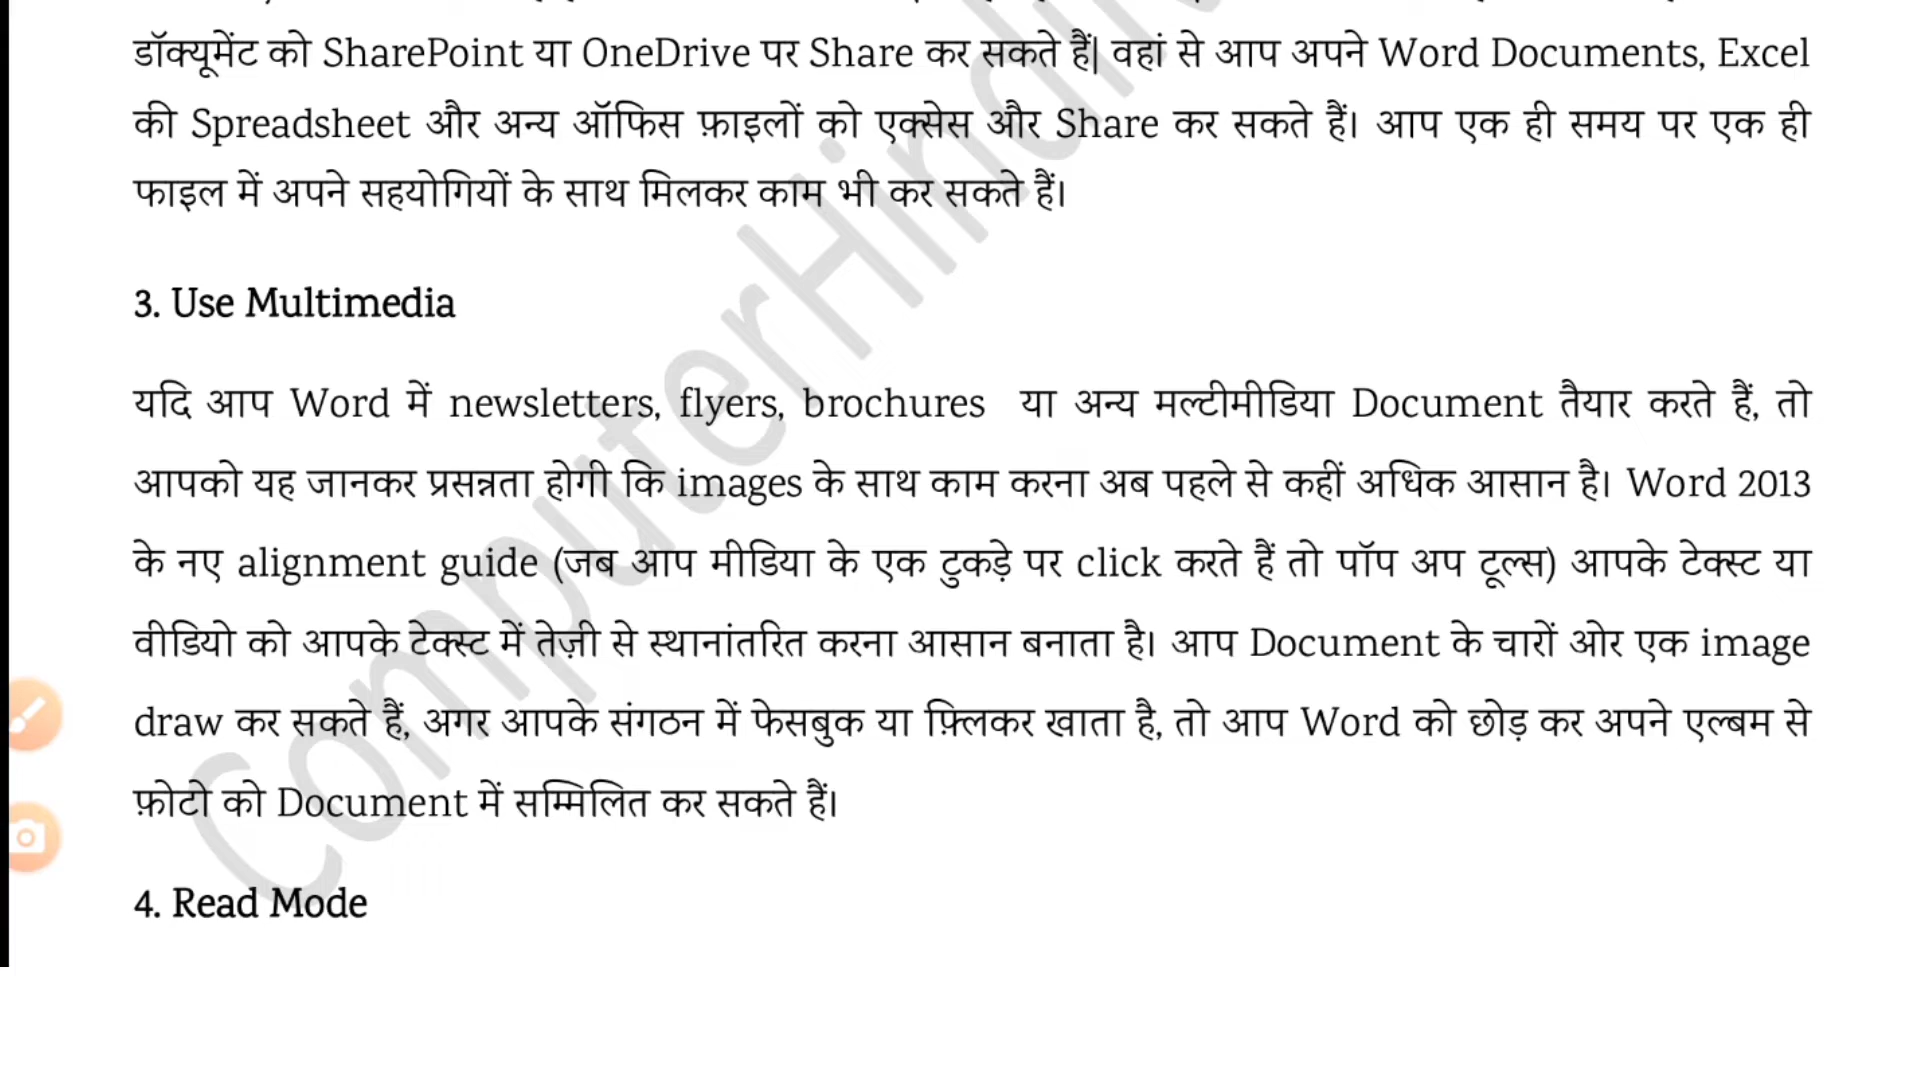 डॉक्यूमेंट को SharePoint या OneDrive पर Share कर सकते हैं| वहां से आप अपने Word Documents, Excel
की Spreadsheet और अन्य ऑफिस फ़ाइलों को एक्सेस और Share कर सकते हैं। आप एक ही समय पर एक ही
फाइल में अपने सहयोगियों के साथ मिलकर काम भी कर सकते हैं।
3. Use Multimedia
यदि आप Word में newsletters, flyers, brochures या अन्य मल्टीमीडिया Document तैयार करते हैं, तो
आपको यह जानकर प्रसन्नता होगी कि images के साथ काम करना अब पहले से कहीं अधिक आसान है। Word 2013
के नए alignment guide (जब आप मीडिया के एक टुकड़े पर click करते हैं तो पॉप अप टूल्स) आपके टेक्स्ट या
वीडियो को आपके टेक्स्ट में तेज़ी से स्थानांतरित करना आसान बनाता है। आप Document के चारों ओर एक image
draw कर सकते हैं, अगर आपके संगठन में फेसबुक या फ़्लिकर खाता है, तो आप Word को छोड़ कर अपने एल्बम से
फ़ोटो को Document में सम्मिलित कर सकते हैं।
4. Read Mode
ComputerHindi